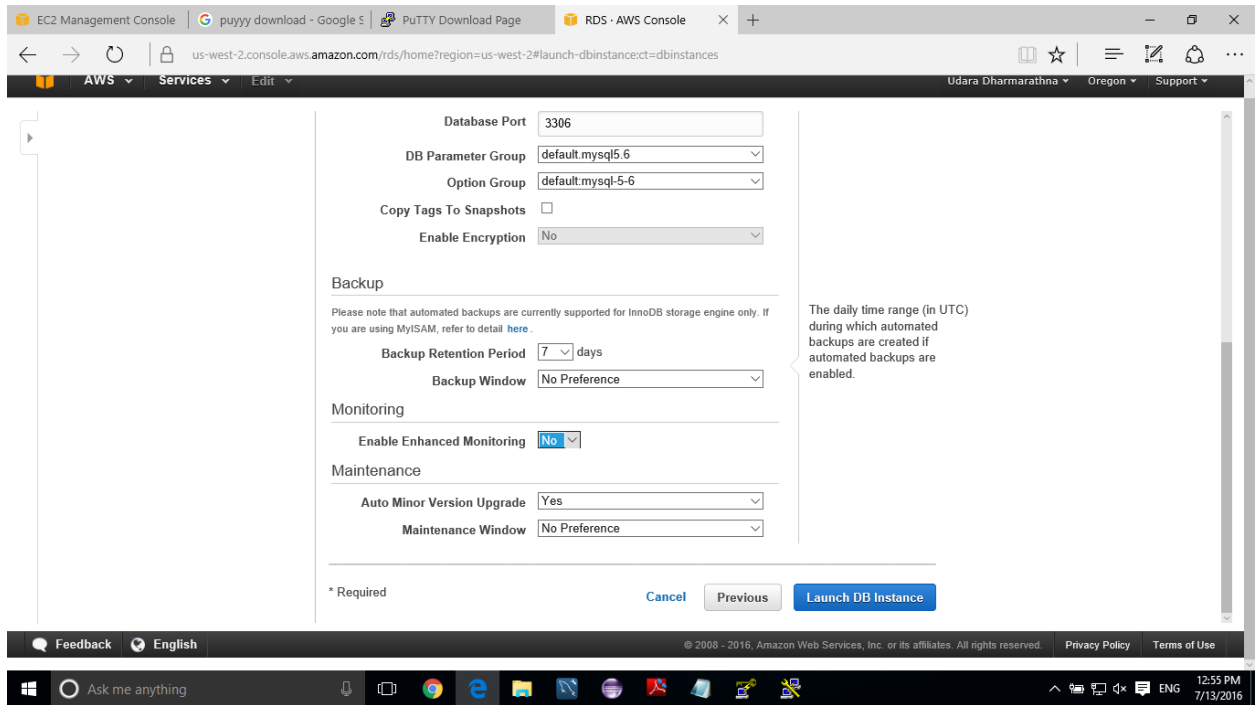 EC2 Management Console
puyyy download - Google S
PuTTY Download Page
RDS · AWS Console
us-west-2.console.aws.amazon.com/rds/home?region=us-west-2#launch-dbinstance:ct=dbinstances
AWS Services Edit Udara Dharmarathna Oregon Support
Database Port 3306
DB Parameter Group default.mysql5.6
Option Group default:mysql-5-6
Copy Tags To Snapshots
Enable Encryption No
Backup
Please note that automated backups are currently supported for InnoDB storage engine only. If
you are using MyISAM, refer to detail here .
Backup Retention Period 7 days
Backup Window No Preference
The daily time range (in UTC)
during which automated
backups are created if
automated backups are
enabled.
Monitoring
Enable Enhanced Monitoring No
Maintenance
Auto Minor Version Upgrade Yes
Maintenance Window No Preference
* Required
Cancel Previous Launch DB Instance
Feedback English © 2008 - 2016, Amazon Web Services, Inc. or its affiliates. All rights reserved. Privacy Policy Terms of Use
Ask me anything
ENG
12:55 PM
7/13/2016